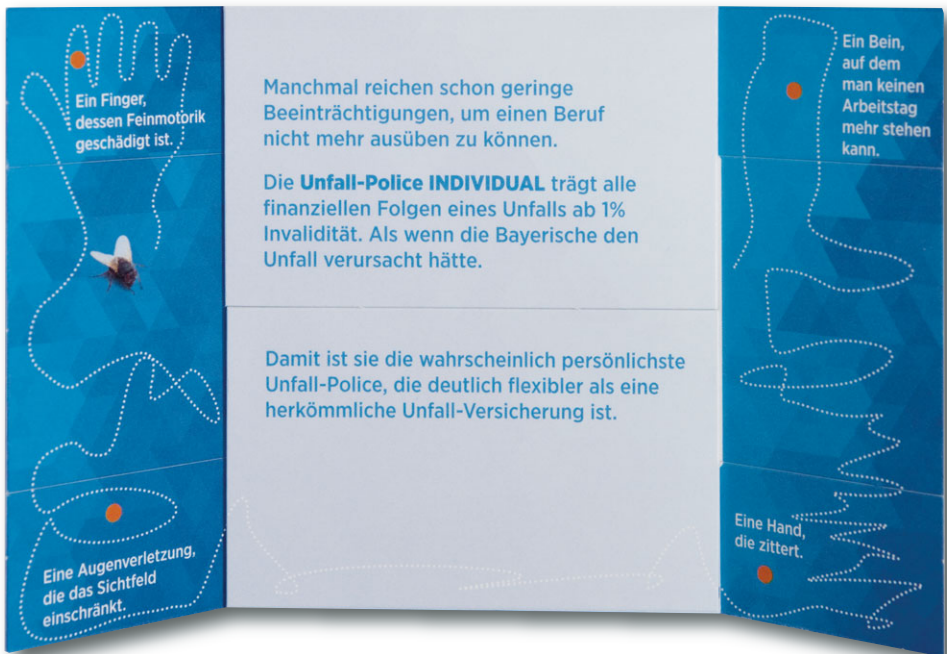 Ein Finger,
dessen Feinmotorik
geschädigt ist.
Eine Augenverletzung,
die das Sichtfeld
einschränkt.
Manchmal reichen schon geringe
Beeinträchtigungen, um einen Beruf
nicht mehr ausüben zu können.
Die Unfall-Police INDIVIDUAL trägt alle
finanziellen Folgen eines Unfalls ab 1%
Invalidität. Als wenn die Bayerische den
Unfall verursacht hätte.
Damit ist sie die wahrscheinlich persönlichste
Unfall-Police, die deutlich flexibler als eine
herkömmliche Unfall-Versicherung ist.
Ein Bein,
auf dem
man keinen
Arbeitstag
mehr stehen
kann.
Eine Hand,
die zittert.